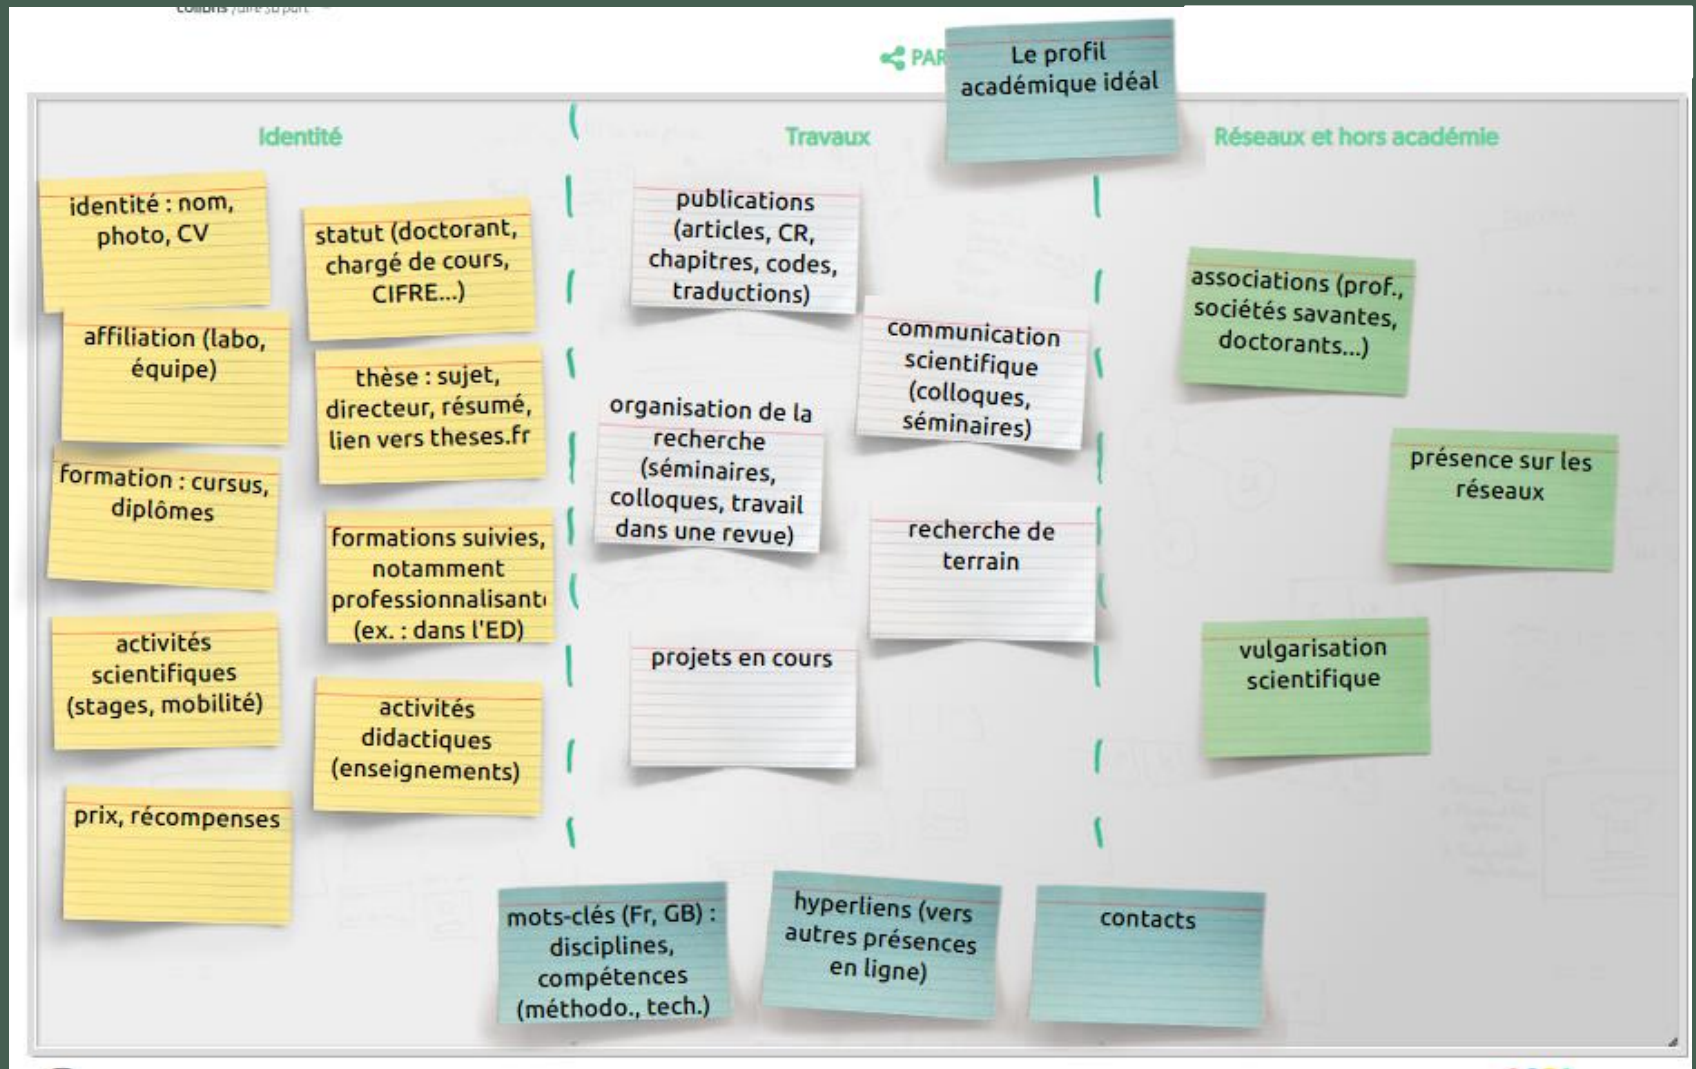 colibris faire sa part
PAR
Le profil
académique idéal
Identité
Travaux
Réseaux et hors académie
identité : nom,
photo, CV
statut (doctorant,
chargé de cours,
CIFRE...)
affiliation (labo,
équipe)
thèse : sujet,
directeur, résumé,
lien vers theses.fr
formation : cursus,
diplômes
formations suivies,
notamment
professionnalisant
(ex. : dans l'ED)
activités
scientifiques
(stages, mobilité)
activités
didactiques
(enseignements)
prix, récompenses
publications
(articles, CR,
chapitres, codes,
traductions)
communication
scientifique
(colloques,
séminaires)
organisation de la
recherche
(séminaires,
colloques, travail
dans une revue)
recherche de
terrain
projets en cours
associations (prof.,
sociétés savantes,
doctorants...)
présence sur les
réseaux
vulgarisation
scientifique
mots-clés (Fr, GB) :
disciplines,
compétences
(méthodo., tech.)
hyperliens (vers
autres présences
en ligne)
contacts